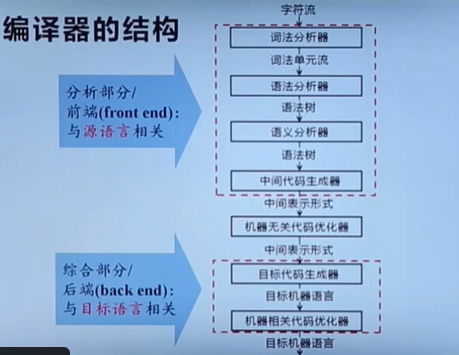 编译器的结构
字符流
词法分析器
词法单元流
语法分析器
语法树
语义分析器
语法树
中间代码生成器
中间表示形式
机器无关代码优化器
中间表示形式
目标代码生成器
目标机器语言
机器相关代码优化器
目标机器语言
分析部分/
前端(front end):
与源语言相关
综合部分/
后端(back end):
与目标语言相关